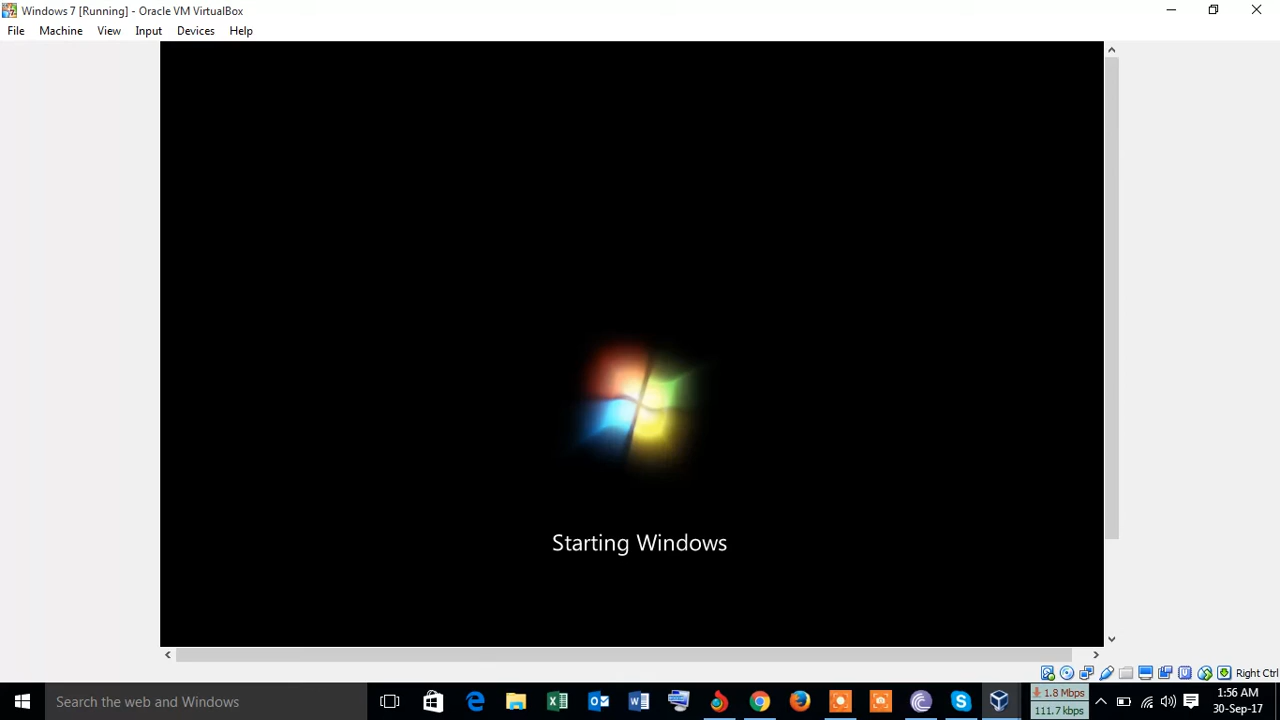 Windows 7 [Running] - Oracle VM VirtualBox
File Machine View Input Devices Help
Starting Windows
Right Ctrl
Search the web and Windows
1.8 Mbps
111.7 kbps
1:56 AM
30-Sep-17